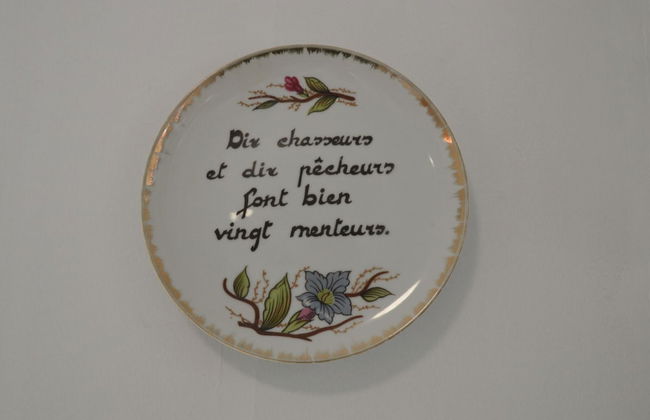 Dix chasseurs
et dix pêcheurs
font bien
vingt menteurs.